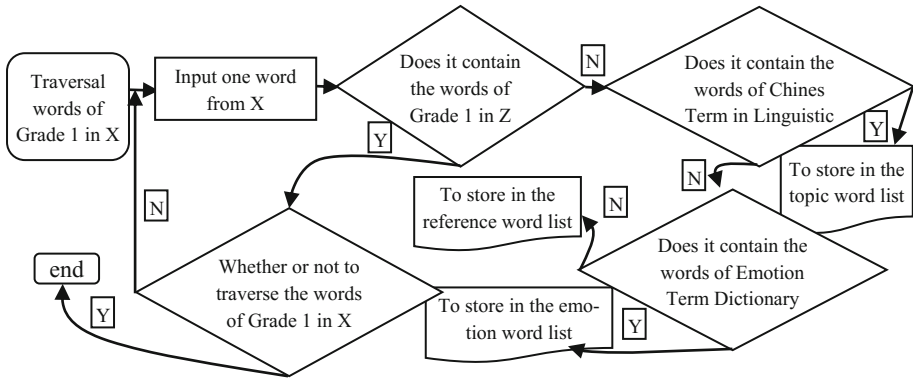 Traversal
words of
Grade 1 in X
Input one word
from X
Does it contain
the words of
Grade 1 in Z
N
Does it contain the
words of Chines
Term in Linguistic
Y
Y
N
To store in the
topic word list
To store in the
reference word list
N
N
Does it contain the
words of Emotion
Term Dictionary
Whether or not to
traverse the words
of Grade 1 in X
end
Y
To store in the emo-
tion word list
Y